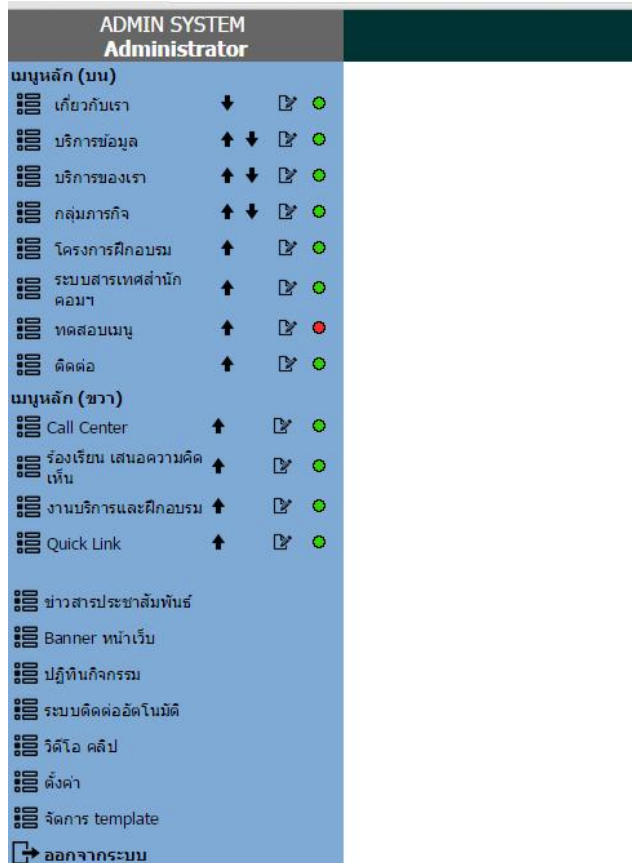 ADMIN SYSTEM
Administrator
เมนูหลัก (บน)
เกี่ยวกับเรา
บริการข้อมูล
บริการของเรา
กลุ่มภารกิจ
โครงการฝึกอบรม
ระบบสารเทศสำนัก
คอมฯ
ทดสอบเมนู
ติดต่อ
เมนูหลัก (ขวา)
Call Center
ร้องเรียน เสนอความคิด
เห็น
งานบริการและฝึกอบรม
Quick Link
ข่าวสารประชาสัมพันธ์
Banner หน้าเว็บ
ปฏิทินกิจกรรม
ระบบติดต่ออัตโนมัติ
วิดีโอ คลิป
ตั้งค่า
จัดการ template
ออกจากระบบ